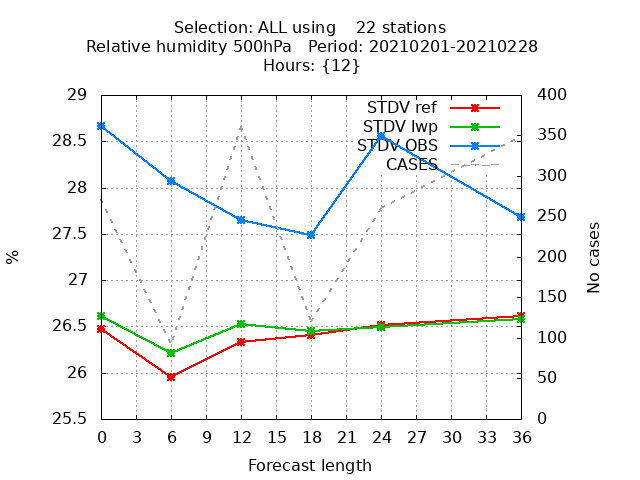 Selection: ALL using    22 stations
Relative humidity 500hPa   Period: 20210201-20210228
Hours: {12}
STDV ref
STDV lwp
STDV OBS
CASES
29
28.5
28
27.5
27
26.5
26
25.5
400
350
300
250
200
150
100
50
0
%
No cases
0 3 6 9 12 15 18 21 24 27 30 33 36
Forecast length